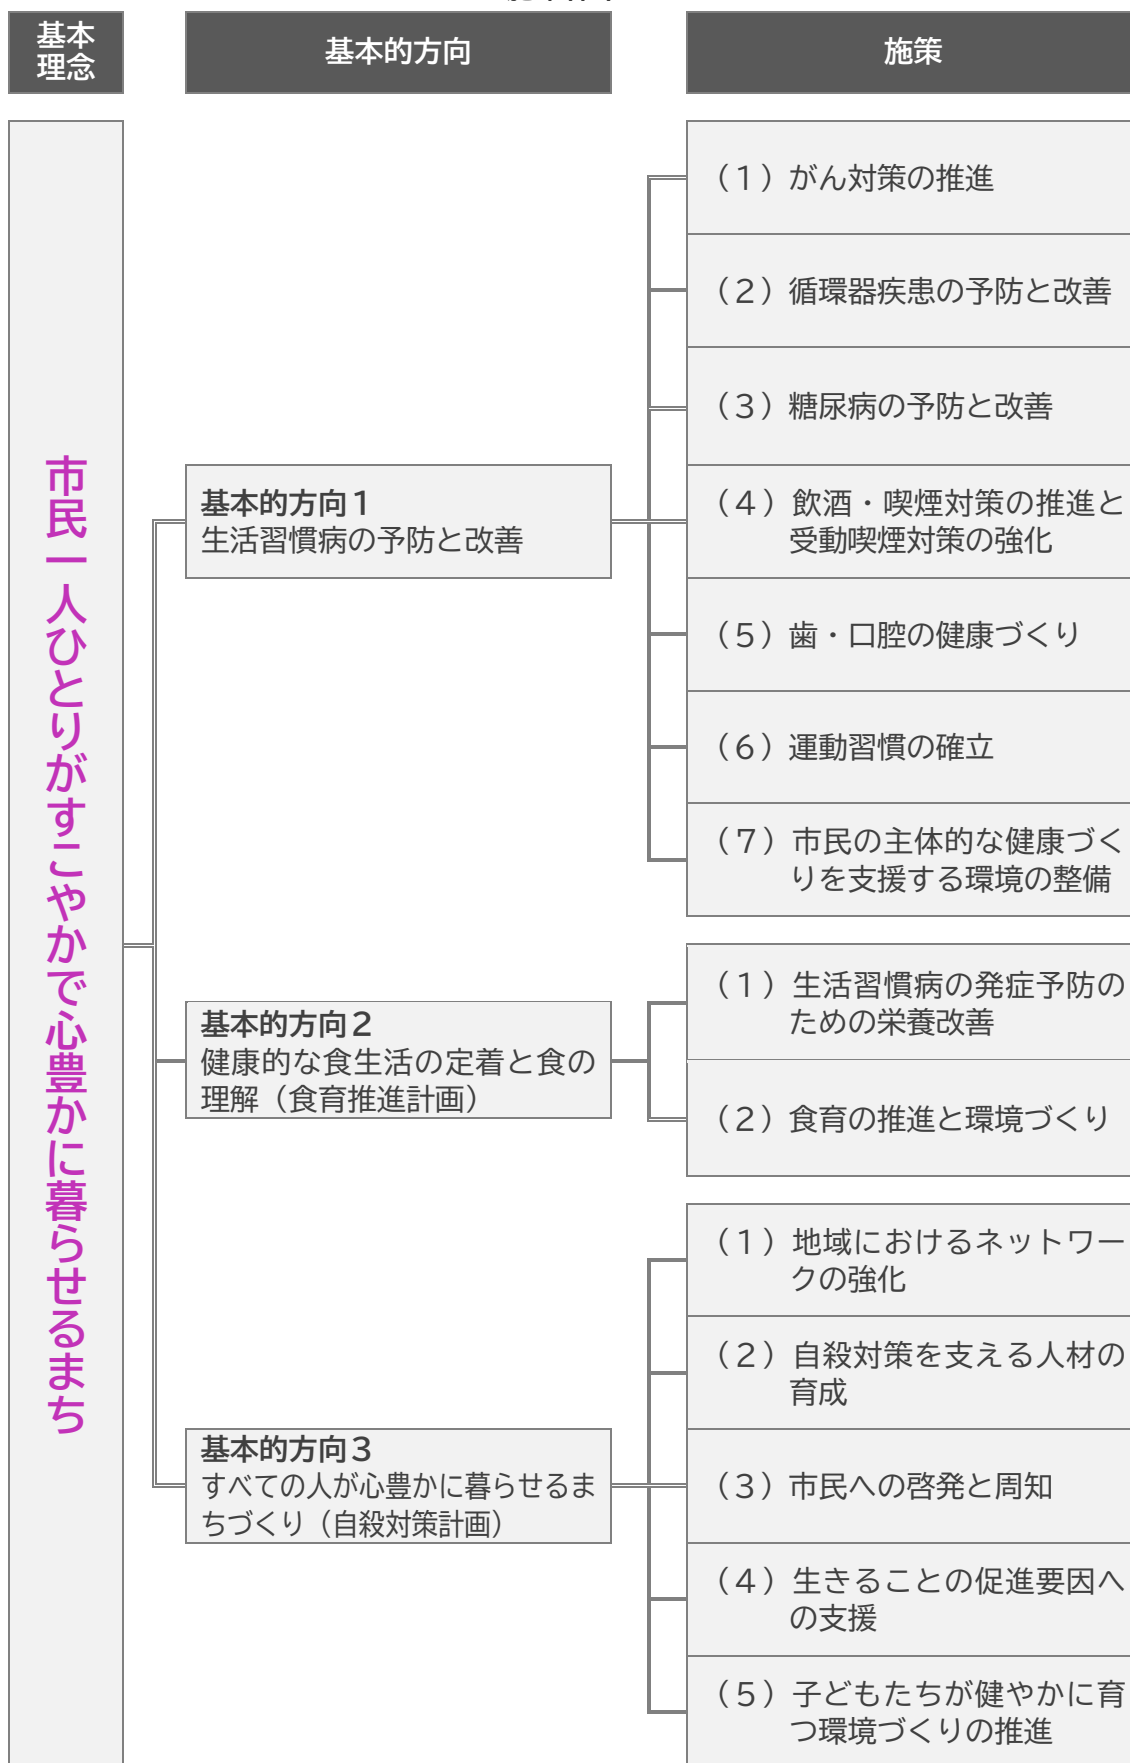 基本
理念
基本的方向
施策
市民一人ひとりがすこやかで心豊かに暮らせるまち
基本的方向1
生活習慣病の予防と改善
（1）がん対策の推進
（2）循環器疾患の予防と改善
（3）糖尿病の予防と改善
（4）飲酒・喫煙対策の推進と
受動喫煙対策の強化
（5）歯・口腔の健康づくり
（6）運動習慣の確立
（7）市民の主体的な健康づく
りを支援する環境の整備
基本的方向2
健康的な食生活の定着と食の
理解（食育推進計画）
（1）生活習慣病の発症予防の
ための栄養改善
（2）食育の推進と環境づくり
基本的方向3
すべての人が心豊かに暮らせるま
ちづくり（自殺対策計画）
（1）地域におけるネットワー
クの強化
（2）自殺対策を支える人材の
育成
（3）市民への啓発と周知
（4）生きることの促進要因へ
の支援
（5）子どもたちが健やかに育
つ環境づくりの推進